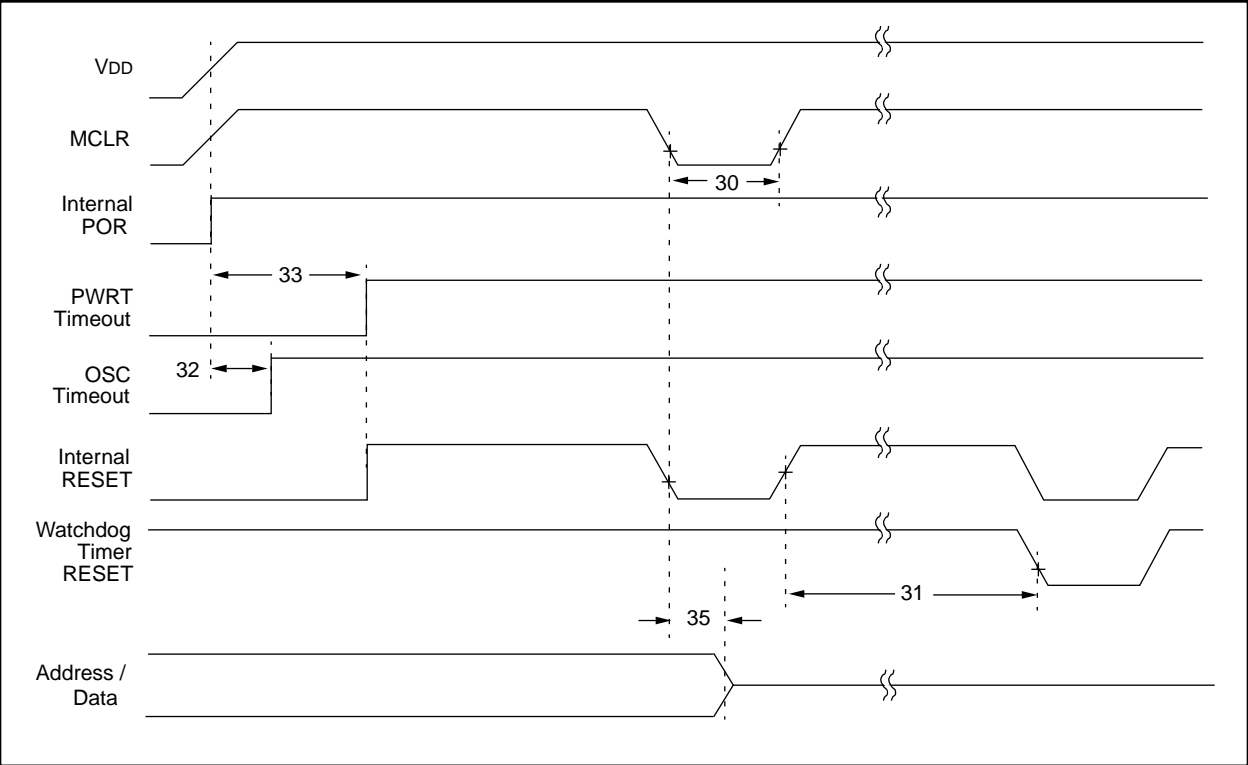 VDD
MCLR
30
Internal
POR
33
PWRT
Timeout
32
OSC
Timeout
Internal
RESET
Watchdog
Timer
RESET
31
35
Address /
Data